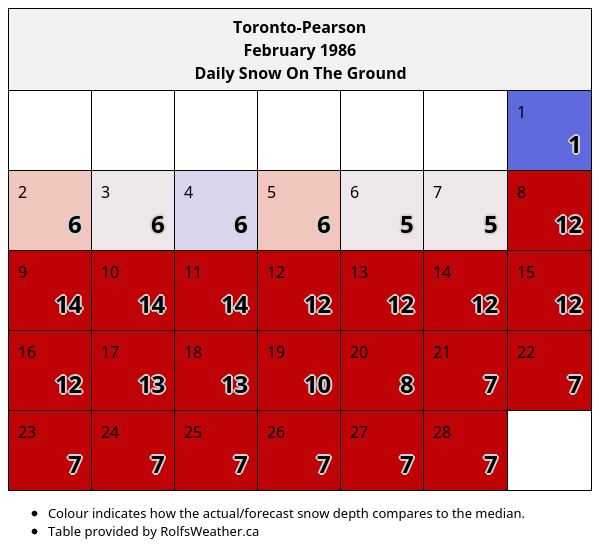 Toronto-Pearson
February 1986
Daily Snow On The Ground
1
1
2 3 4 5 6 7 8
6 6 6 6 5 5 12
9 10 11 12 13 14 15
14 14 14 12 12 12 12
16 17 18 19 20 21 22
12 13 13 10 8 7 7
23 24 25 26 27 28
7 7 7 7 7 7
• Colour indicates how the actual/forecast snow depth compares to the median.
• Table provided by RolfsWeather.ca